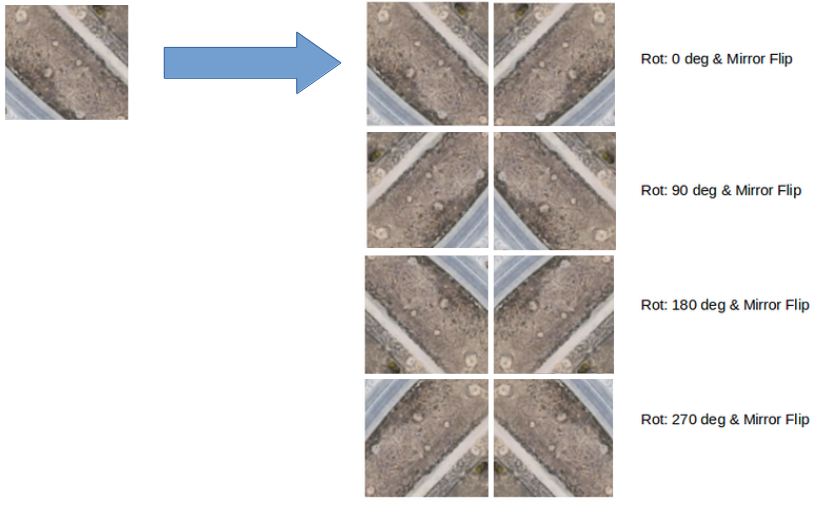 Rot: 0 deg & Mirror Flip
Rot: 90 deg & Mirror Flip
Rot: 180 deg & Mirror Flip
Rot: 270 deg & Mirror Flip